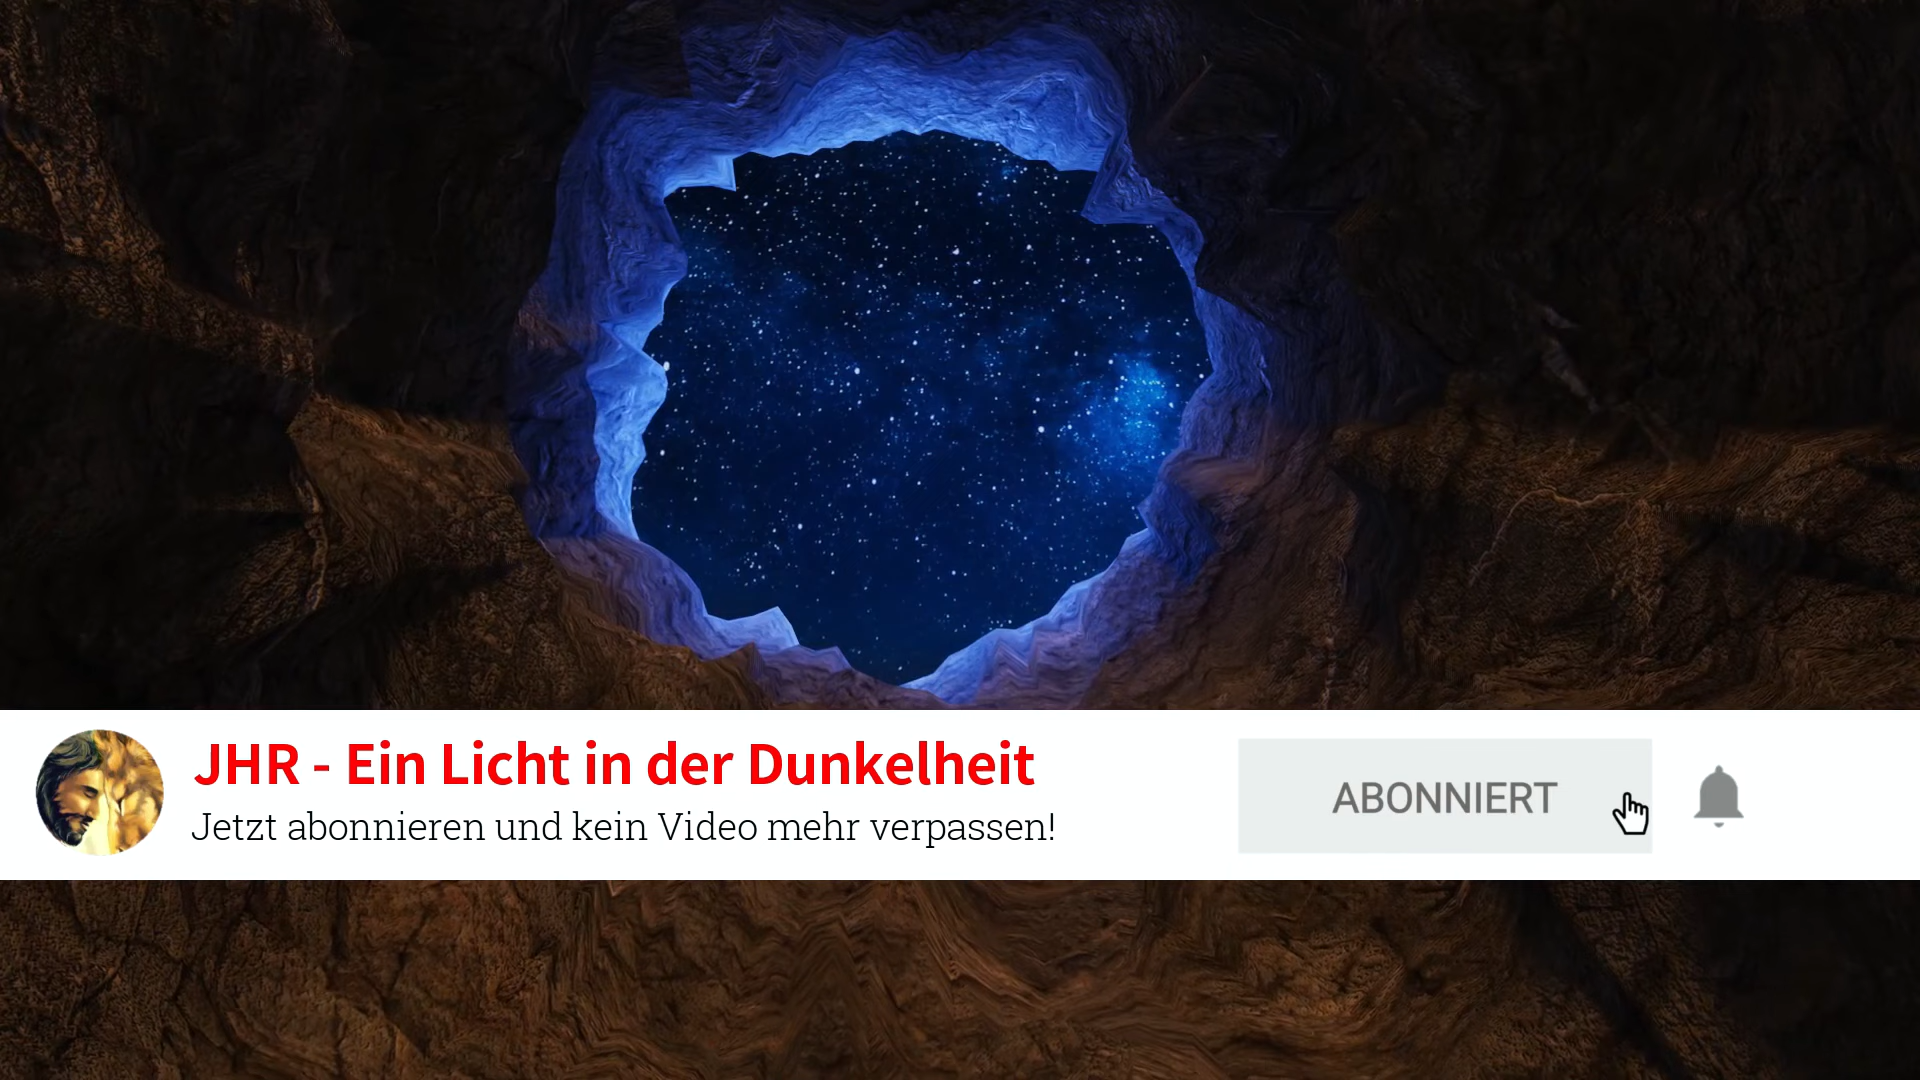 JHR - Ein Licht in der Dunkelheit
Jetzt abonnieren und kein Video mehr verpassen!
ABONNIERT